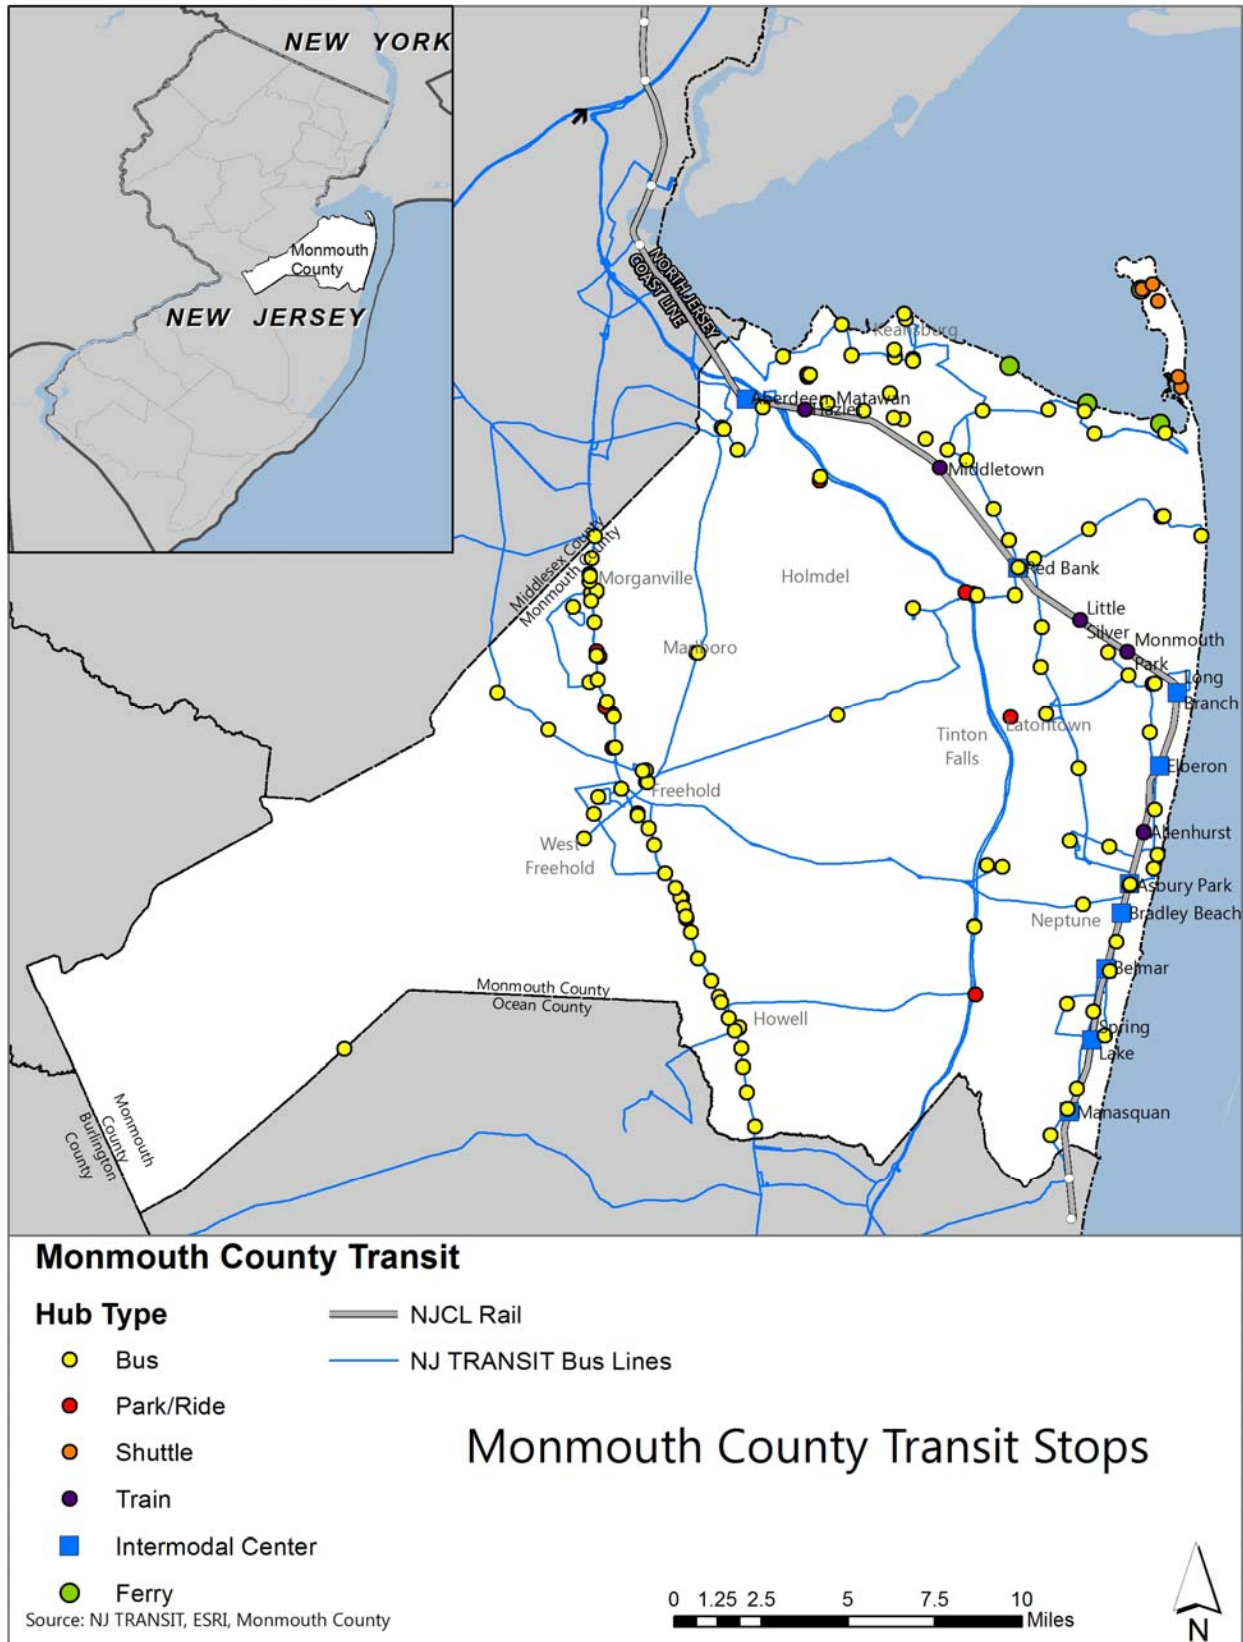 NEW YORK
Monmouth
County
NEW JERSEY
NORTH JERSEY
COAST LINE
Keansburg
Aberdeen-Matawan
Hazlet
Middletown
Middlesex County
Monmouth County
Morganville
Holmdel
Red Bank
Little
Silver
Monmouth
Park
Marlboro
Long
Branch
Eatontown
Tinton
Falls
Elberon
Freehold
West
Freehold
Allenhurst
Asbury Park
Neptune
Bradley Beach
Belmar
Monmouth County
Ocean County
Howell
Spring
Lake
Monmouth
County
Burlington
County
Manasquan
Monmouth County Transit
Hub Type
Bus
Park/Ride
Shuttle
Train
Intermodal Center
Ferry
NJCL Rail
NJ TRANSIT Bus Lines
Monmouth County Transit Stops
Source: NJ TRANSIT, ESRI, Monmouth County
0 1.25 2.5 5 7.5 10
Miles
N